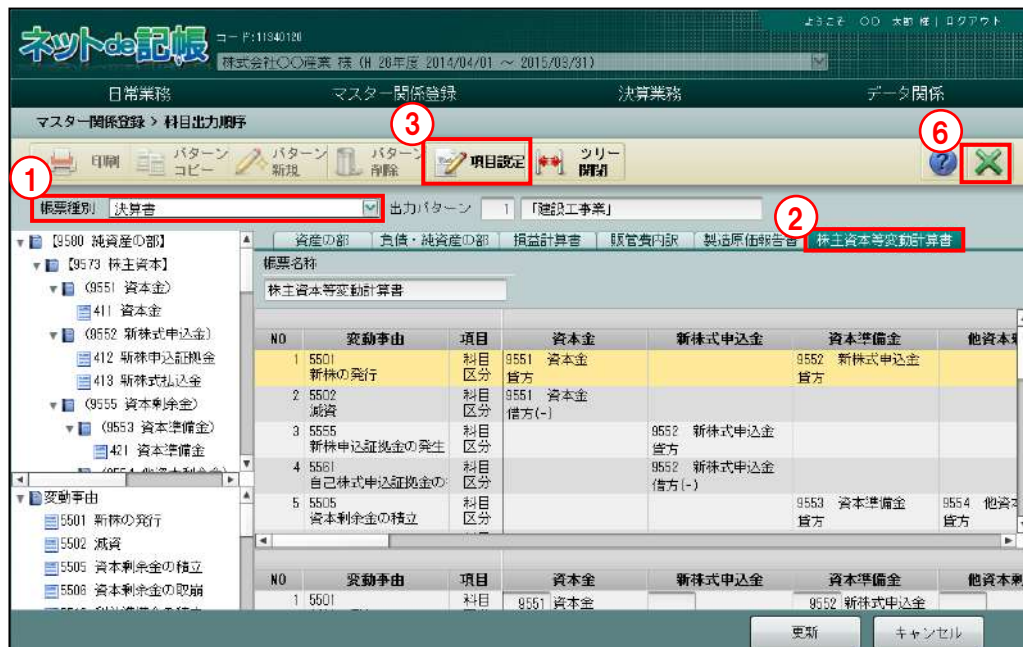 ようこそ 〇〇 太郎 様 | ログアウト
ネットde記帳 コード:11940120
株式会社〇〇産業 様 (H 26年度 2014/04/01 ～ 2015/03/31)
日常業務 マスター関係登録 決算業務 データ関係
マスター関係登録 > 科目出力順序
③ ⑥
印刷 パターンコピー パターン新規 パターン削除 項目設定 ツリー開閉
①
帳票種別 決算書 出力パターン 1 「建設工事業」
②
資産の部 負債・純資産の部 損益計算書 販管費内訳 製造原価報告書 株主資本等変動計算書
帳票名称
株主資本等変動計算書
【9580 純資産の部】
【9573 株主資本】
(9551 資本金)
411 資本金
(9552 新株式申込金)
412 新株申込証拠金
413 新株式払込金
(9555 資本剰余金)
(9553 資本準備金)
421 資本準備金
変動事由
5501 新株の発行
5502 減資
5505 資本剰余金の積立
5506 資本剰余金の取崩
NO 変動事由 項目 資本金 新株式申込金 資本準備金 他資本剰
1 5501 科目 9551 資本金 9552 新株式申込金
新株の発行 区分 貸方 貸方
2 5502 科目 9551 資本金
減資 区分 借方(-)
3 5555 科目 9552 新株式申込金
新株申込証拠金の発生 区分 貸方
4 5561 科目 9552 新株式申込金
自己株式申込証拠金の 区分 借方(-)
5 5505 科目 9553 資本準備金 9554 他資本
資本剰余金の積立 区分 貸方 貸方
NO 変動事由 項目 資本金 新株式申込金 資本準備金 他資本剰
1 5501 科目 9551 資本金 9552 新株式申込金
更新 キャンセル